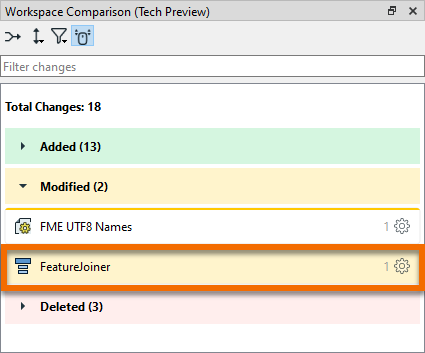 Workspace Comparison (Tech Preview)
Filter changes
Total Changes: 18
Added (13)
Modified (2)
FME UTF8 Names 1
FeatureJoiner 1
Deleted (3)